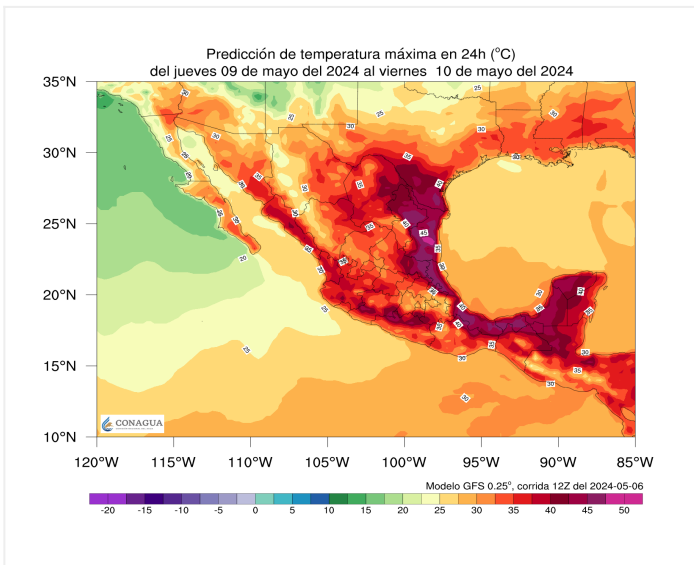 Predicción de temperatura máxima en 24h (°C)
del jueves 09 de mayo del 2024 al viernes 10 de mayo del 2024
35°N
30°N
25°N
20°N
15°N
10°N
CONAGUA
120°W 115°W 110°W 105°W 100°W 95°W 90°W 85°W
Modelo GFS 0.25°, corrida 12Z del 2024-05-06
-20 -15 -10 -5 0 5 10 15 20 25 30 35 40 45 50